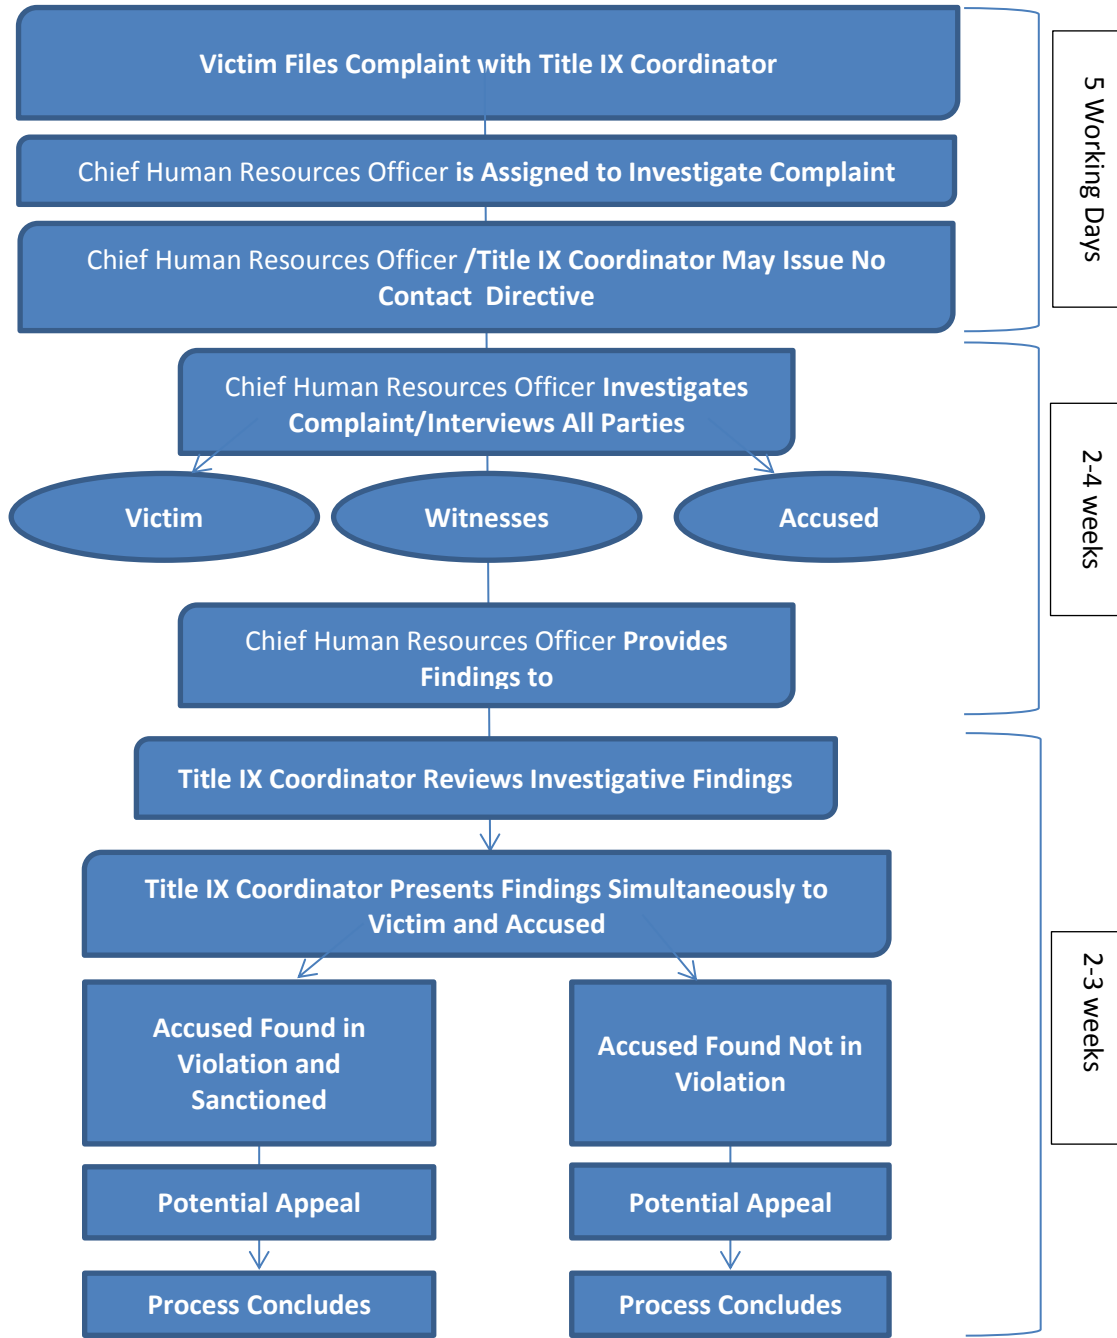 Victim Files Complaint with Title IX Coordinator
Chief Human Resources Officer is Assigned to Investigate Complaint
Chief Human Resources Officer /Title IX Coordinator May Issue No
Contact Directive
5 Working Days
Chief Human Resources Officer Investigates
Complaint/Interviews All Parties
Victim
Witnesses
Accused
Chief Human Resources Officer Provides
Findings to
2-4 weeks
Title IX Coordinator Reviews Investigative Findings
Title IX Coordinator Presents Findings Simultaneously to
Victim and Accused
Accused Found in
Violation and
Sanctioned
Accused Found Not in
Violation
Potential Appeal
Potential Appeal
Process Concludes
Process Concludes
2-3 weeks